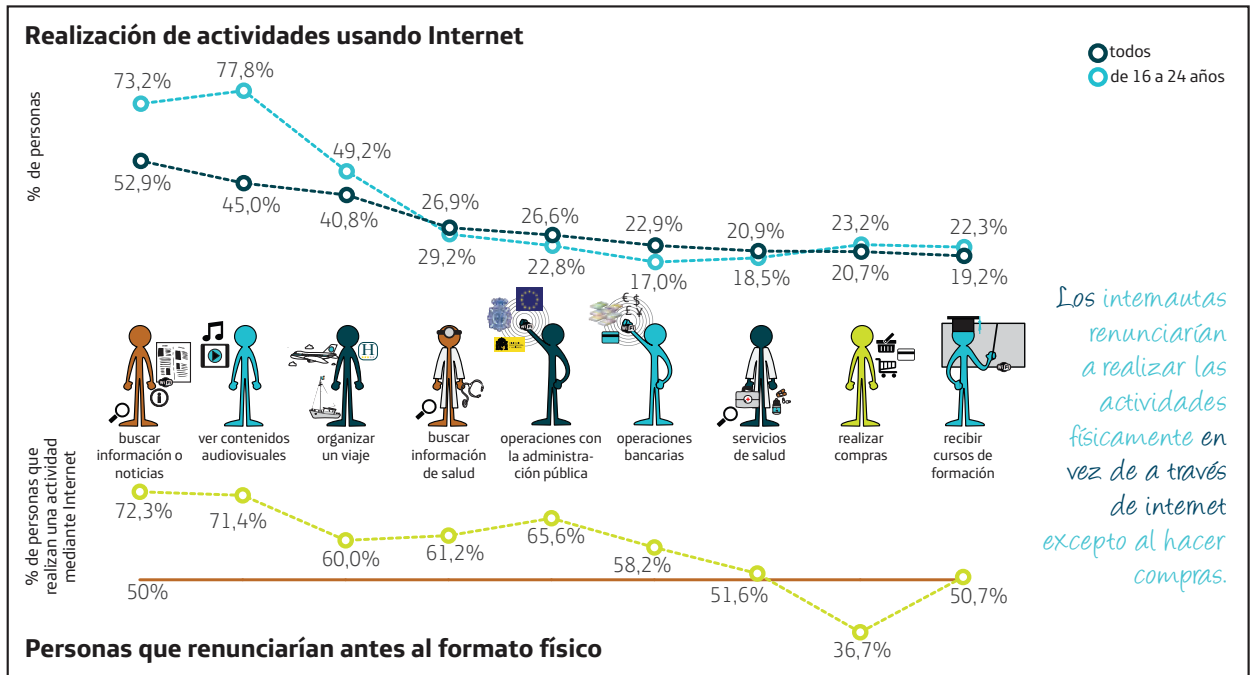 Realización de actividades usando Internet
todos
de 16 a 24 años
% de personas
73,2%
77,8%
49,2%
52,9%
45,0%
40,8%
26,9%
26,6%
22,9%
20,9%
23,2%
22,3%
29,2%
22,8%
17,0%
18,5%
20,7%
19,2%
H
€ $
£ ¥
buscar
información o
noticias
ver contenidos
audiovisuales
organizar
un viaje
buscar
información
de salud
operaciones con
la administra-
ción pública
operaciones
bancarias
servicios
de salud
realizar
compras
recibir
cursos de
formación
Los internautas
renunciarían
a realizar las
actividades
físicamente en
vez de a través
de internet
excepto al hacer
compras.
% de personas que
realizan una actividad
mediante Internet
72,3%
71,4%
60,0%
61,2%
65,6%
58,2%
51,6%
36,7%
50,7%
50%
Personas que renunciarían antes al formato físico